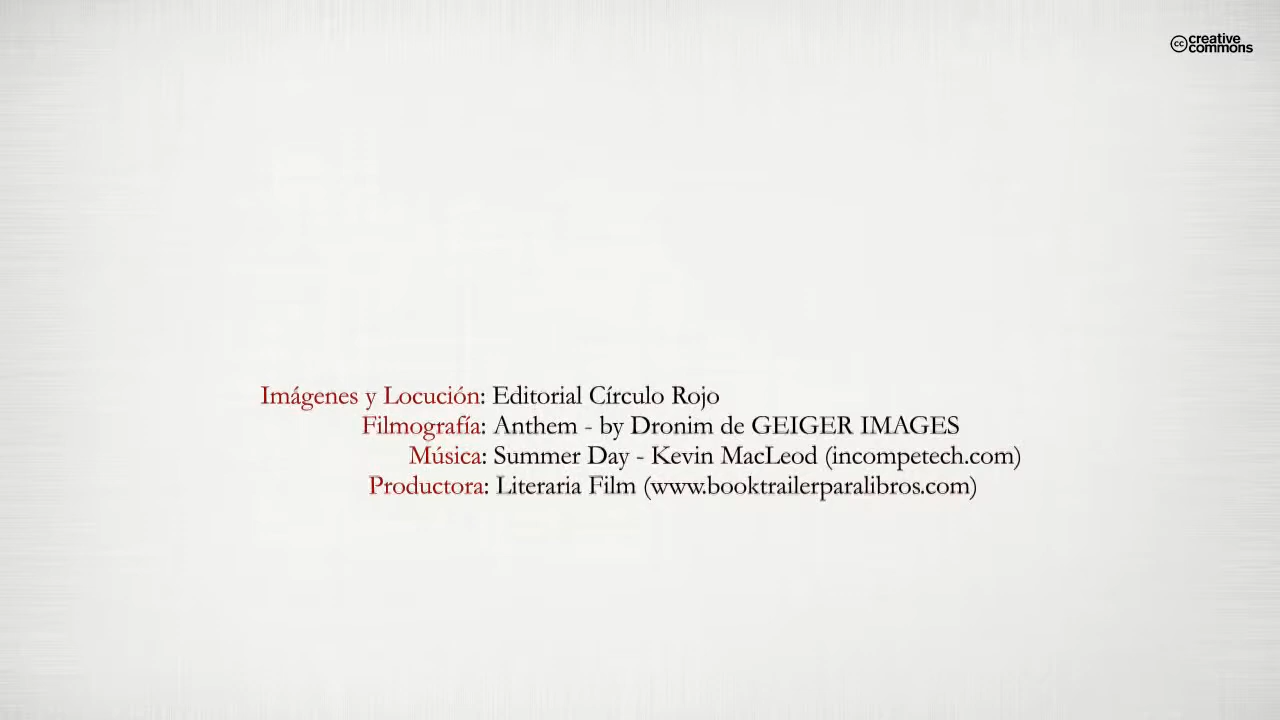 cc creative
commons
Imágenes y Locución: Editorial Círculo Rojo
Filmografía: Anthem - by Dronim de GEIGER IMAGES
Música: Summer Day - Kevin MacLeod (incompetech.com)
Productora: Literaria Film (www.booktrailerparalibros.com)